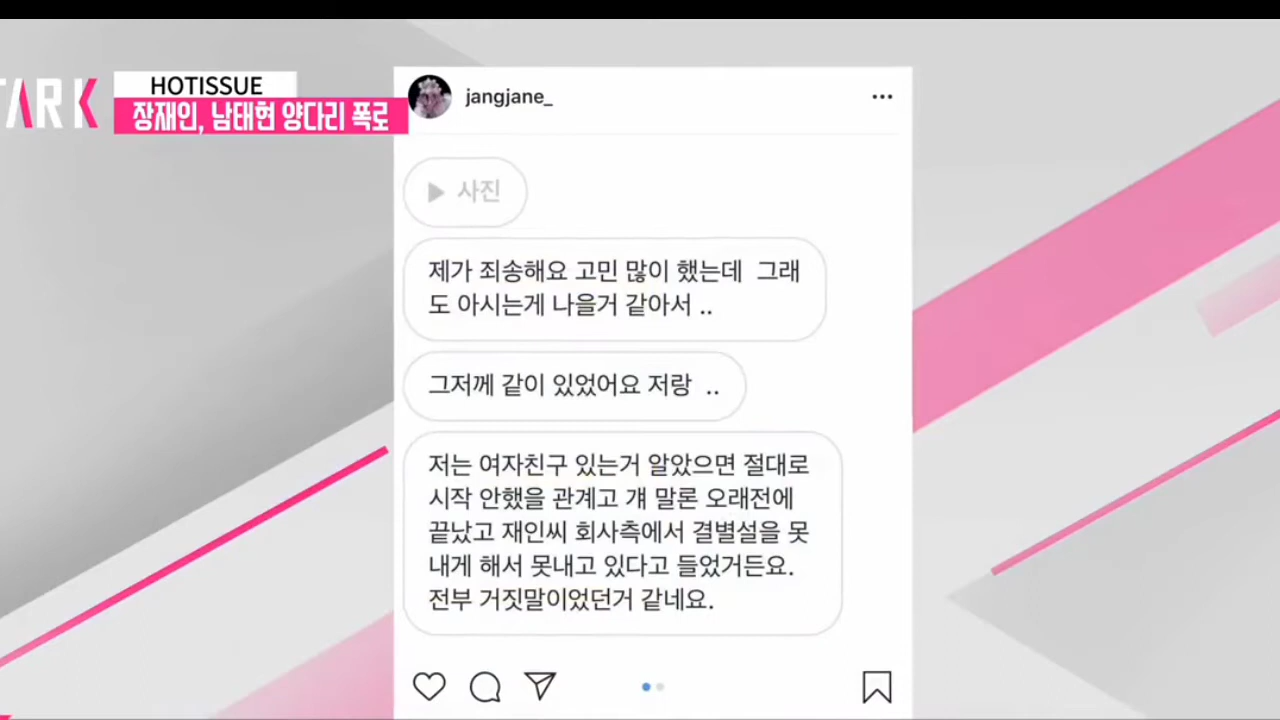 TARK
HOTISSUE
장재인, 남태현 양다리 폭로
jangjane_
사진
제가 죄송해요 고민 많이 했는데 그래
도 아시는게 나을거 같아서 ..
그저께 같이 있었어요 저랑 ..
저는 여자친구 있는거 알았으면 절대로
시작 안했을 관계고 걔 말론 오래전에
끝났고 재인씨 회사측에서 결별설을 못
내게 해서 못내고 있다고 들었거든요.
전부 거짓말이었던거 같네요.